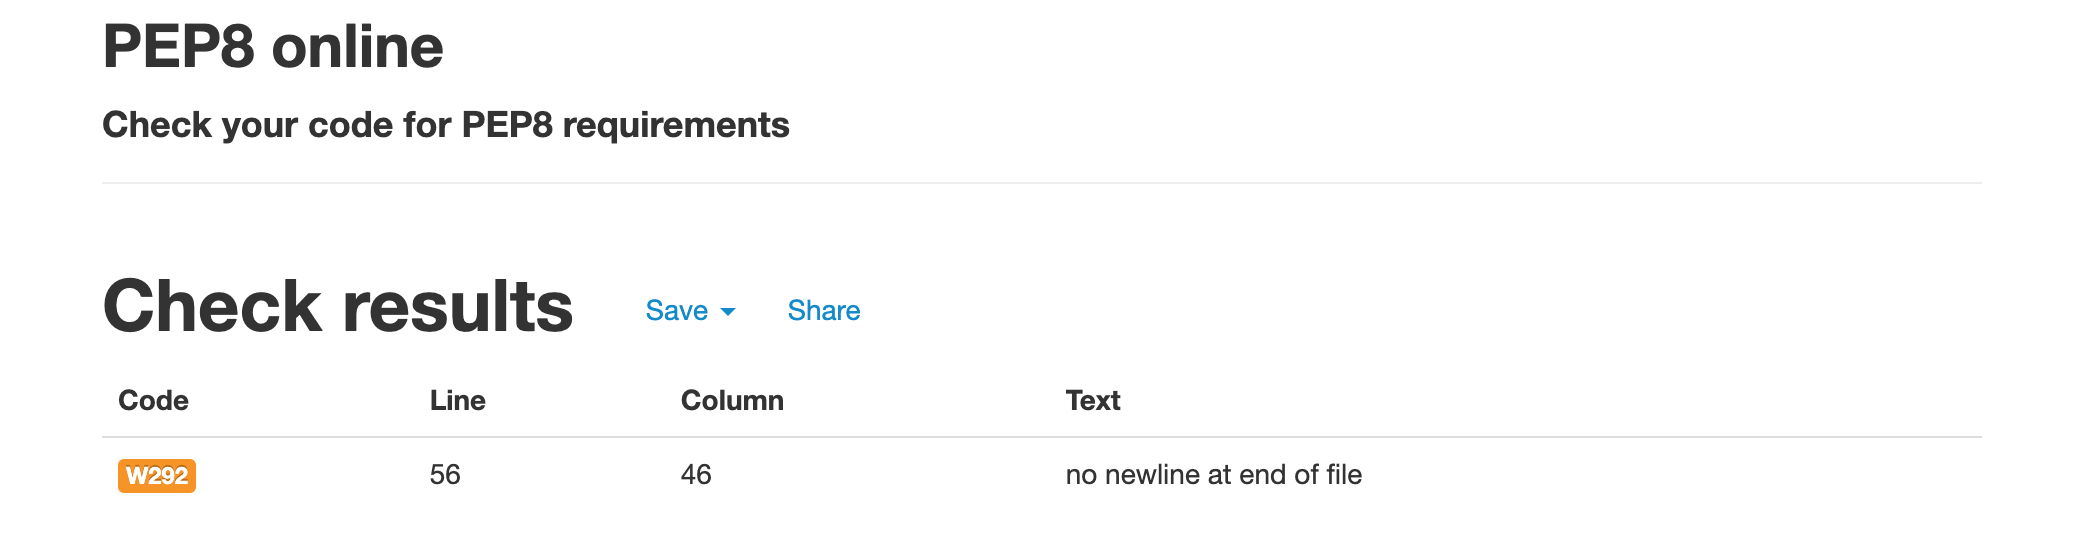 PEP8 online
Check your code for PEP8 requirements
Check results Save Share
Code Line Column Text
W292 56 46 no newline at end of file